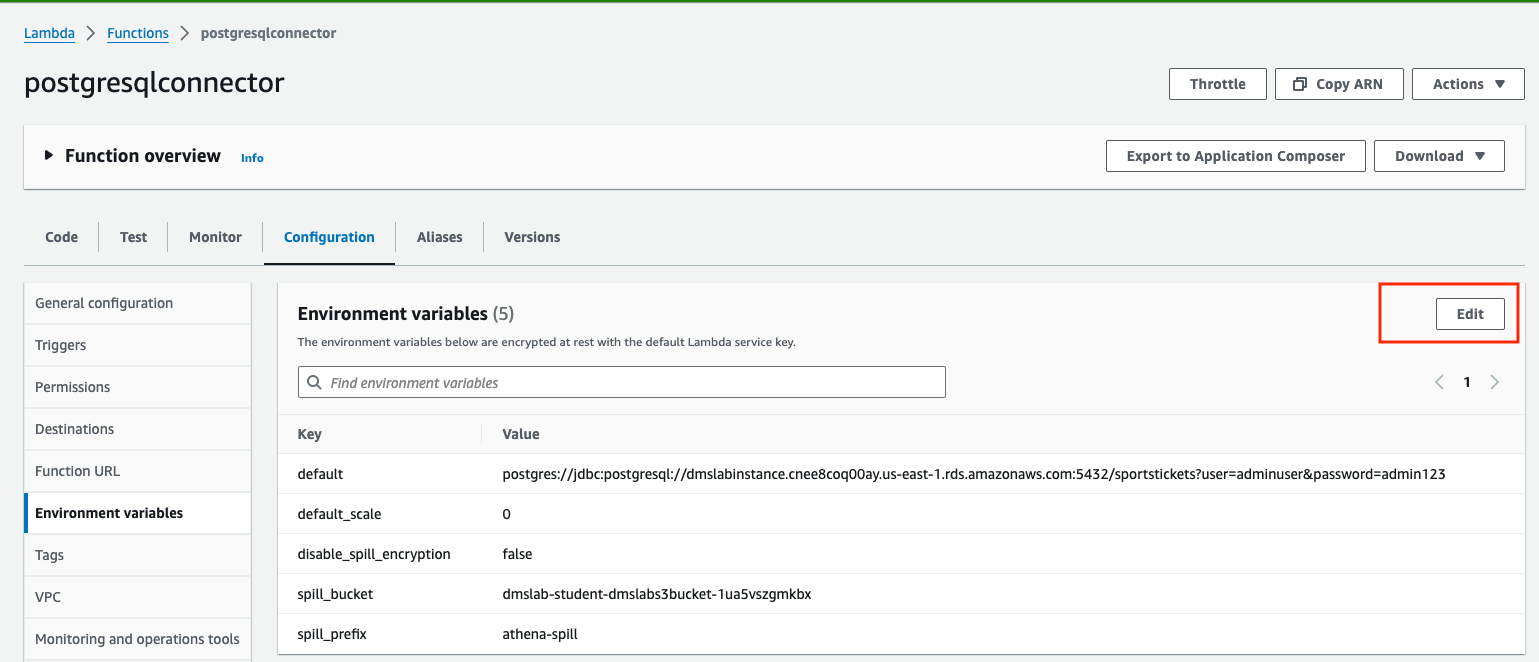 Lambda > Functions > postgresqlconnector
postgresqlconnector
Throttle
Copy ARN
Actions
Function overview Info
Export to Application Composer
Download
Code
Test
Monitor
Configuration
Aliases
Versions
General configuration
Triggers
Permissions
Destinations
Function URL
Environment variables
Tags
VPC
Monitoring and operations tools
Environment variables (5)
Edit
The environment variables below are encrypted at rest with the default Lambda service key.
Find environment variables
1
Key Value
default postgres://jdbc:postgresql://dmslabinstance.cnee8coq00ay.us-east-1.rds.amazonaws.com:5432/sportstickets?user=adminuser&password=admin123
default_scale 0
disable_spill_encryption false
spill_bucket dmslab-student-dmslabs3bucket-1ua5vszgmkbx
spill_prefix athena-spill